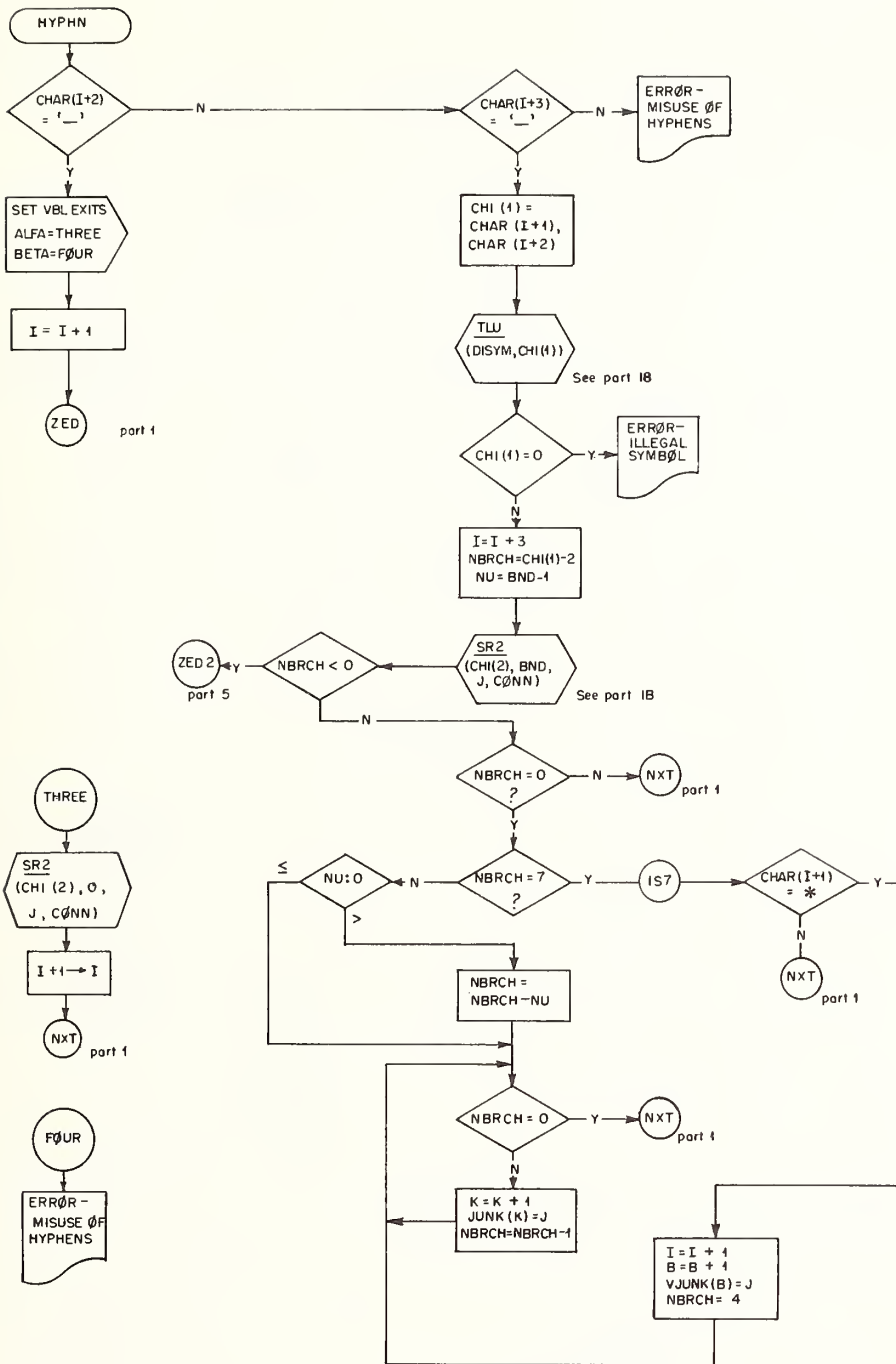 HYPHN
CHAR(I+2)
= '—'
N
Y
CHAR(I+3)
= '—'
N
Y
ERRØR-
MISUSE ØF
HYPHENS
SET VBL EXITS
ALFA=THREE
BETA=FØUR
I = I + 1
ZED
part 1
CHI (1) =
CHAR (I+1),
CHAR (I+2)
TLU
(DISYM,CHI(1))
See part 18
CHI (1) = 0
Y
N
ERRØR-
ILLEGAL
SYMBØL
I = I + 3
NBRCH=CHI(1)-2
NU = BND-1
SR2
(CHI(2), BND,
J, CØNN)
See part 18
NBRCH < 0
Y
N
ZED 2
part 5
NBRCH = 0
?
N
Y
NXT
part 1
NBRCH = 7
?
N
Y
NU:0
≤
>
IS7
CHAR(I+1)
= *
Y
N
NXT
part 1
NBRCH =
NBRCH-NU
NBRCH = 0
Y
N
NXT
part 1
K = K + 1
JUNK(K)=J
NBRCH=NBRCH-1
I = I + 1
B = B + 1
VJUNK(B)=J
NBRCH= 4
THREE
SR2
(CHI (2), 0,
J, CØNN)
I +1 → I
NXT
part 1
FØUR
ERRØR-
MISUSE ØF
HYPHENS